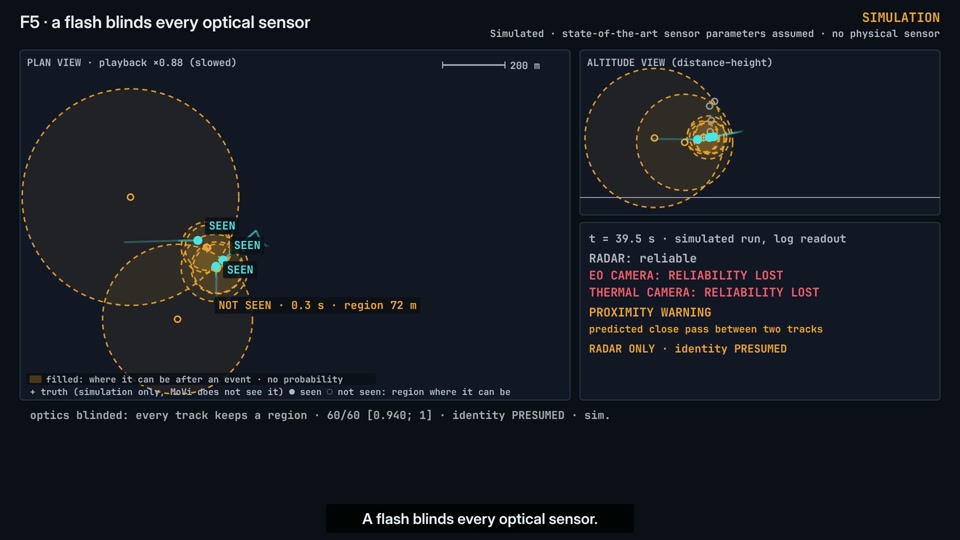 F5 · a flash blinds every optical sensor
SIMULATION
Simulated · state-of-the-art sensor parameters assumed · no physical sensor
PLAN VIEW · playback ×0.88 (slowed)
200 m
ALTITUDE VIEW (distance-height)
SEEN
SEEN
SEEN
NOT SEEN · 0.3 s · region 72 m
filled: where it can be after an event · no probability
+ truth (simulation only, MoVi does not see it) ● seen ○ not seen: region where it can be
t = 39.5 s · simulated run, log readout
RADAR: reliable
EO CAMERA: RELIABILITY LOST
THERMAL CAMERA: RELIABILITY LOST
PROXIMITY WARNING
predicted close pass between two tracks
RADAR ONLY · identity PRESUMED
optics blinded: every track keeps a region · 60/60 [0.940; 1] · identity PRESUMED · sim.
A flash blinds every optical sensor.